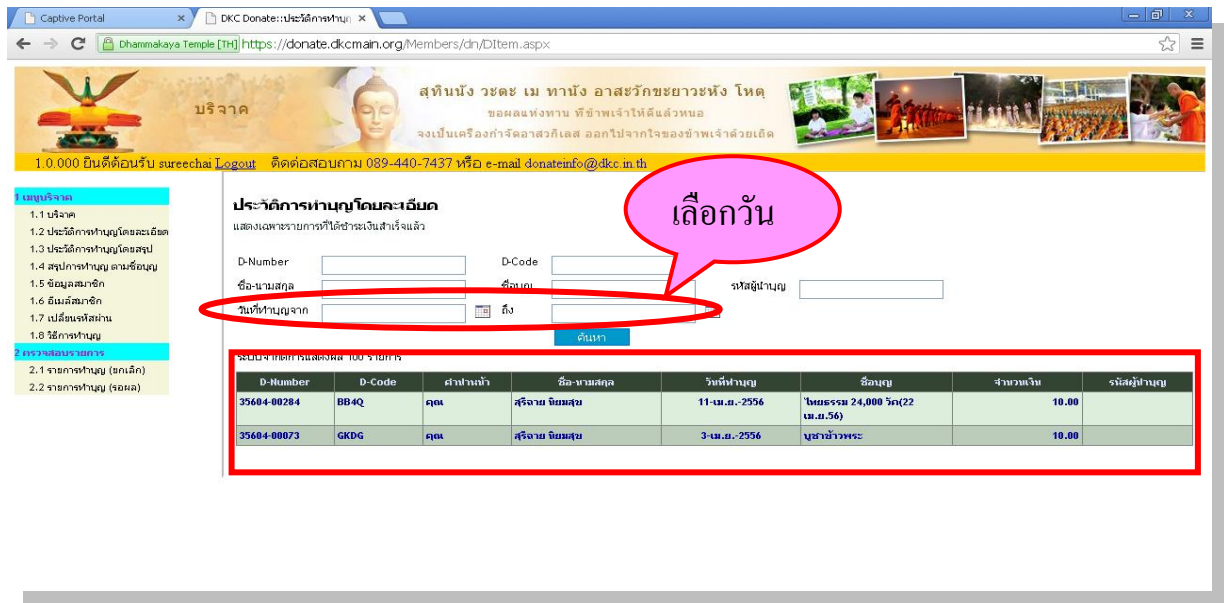 Captive Portal
DKC Donate::ประวัติการทำบุญ
Dhammakaya Temple [TH] https://donate.dkcmain.org/Members/dn/DItem.aspx
บริจาค
สุทินนัง วะตะ เม ทานัง อาสะวักขะยาวะหัง โหตุ
ขอผลแห่งทาน ที่ข้าพเจ้าให้ดีแล้วหนอ
จงเป็นเครื่องกำจัดอาสวกิเลส ออกไปจากใจของข้าพเจ้าด้วยเถิด
1.0.000 ยินดีต้อนรับ sureechai Logout ติดต่อสอบถาม 089-440-7437 หรือ e-mail donateinfo@dkc.in.th
1 เมนูบริจาค
1.1 บริจาค
1.2 ประวัติการทำบุญโดยละเอียด
1.3 ประวัติการทำบุญโดยสรุป
1.4 สรุปการทำบุญ ตามชื่อบุญ
1.5 ข้อมูลสมาชิก
1.6 อีเมล์สมาชิก
1.7 เปลี่ยนรหัสผ่าน
1.8 วิธีการทำบุญ
2 ตรวจสอบรายการ
2.1 รายการทำบุญ (ยกเลิก)
2.2 รายการทำบุญ (รอผล)
ประวัติการทำบุญโดยละเอียด
แสดงเฉพาะรายการที่ได้ชำระเงินสำเร็จแล้ว
เลือกวัน
D-Number D-Code
ชื่อ-นามสกุล ชื่อบุญ รหัสผู้นำบุญ
วันที่ทำบุญจาก ถึง
ค้นหา
ระบบจำกัดการแสดงผล 100 รายการ
D-Number D-Code คำนำหน้า ชื่อ-นามสกุล วันที่ทำบุญ ชื่อบุญ จำนวนเงิน รหัสผู้นำบุญ
35604-00284 BB4Q คุณ สุรีฉาย นิยมสุข 11-เม.ย.-2556 ไทยธรรม 24,000 วัด(22 เม.ย.56) 10.00
35604-00073 GKDG คุณ สุรีฉาย นิยมสุข 3-เม.ย.-2556 บูชาข้าวพระ 10.00